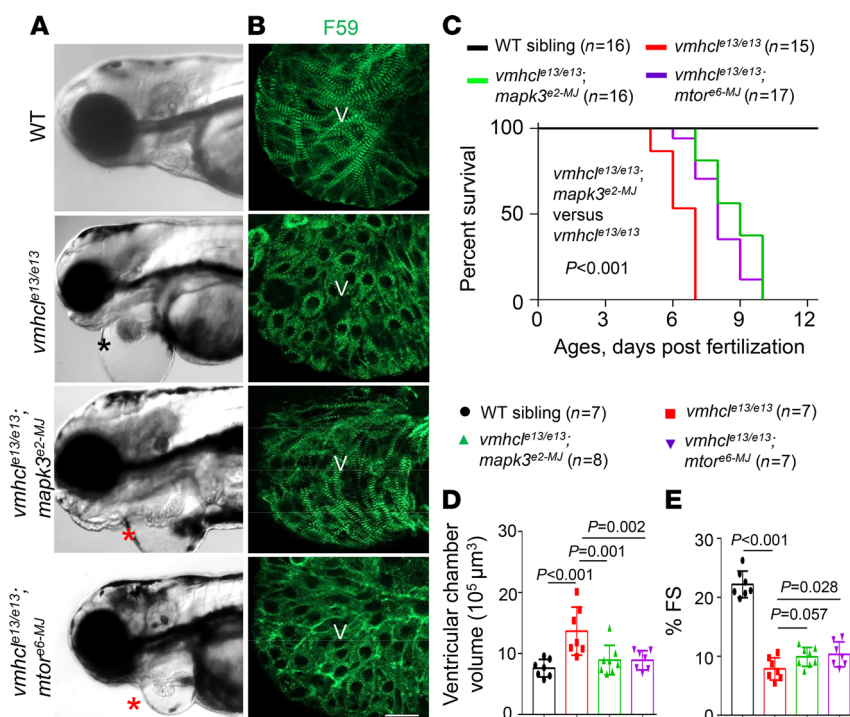 A
B
F59
WT
V
vmhcl^e13/e13
*
V
vmhcl^e13/e13;
mapk3^e2-MJ
*
V
vmhcl^e13/e13;
mtor^e6-MJ
*
V
C
WT sibling (n=16)
vmhcl^e13/e13 (n=15)
vmhcl^e13/e13;
mapk3^e2-MJ (n=16)
vmhcl^e13/e13;
mtor^e6-MJ (n=17)
Percent survival
100
50
0
vmhcl^e13/e13;
mapk3^e2-MJ
versus
vmhcl^e13/e13
P<0.001
0 3 6 9 12
Ages, days post fertilization
WT sibling (n=7)
vmhcl^e13/e13 (n=7)
vmhcl^e13/e13;
mapk3^e2-MJ (n=8)
vmhcl^e13/e13;
mtor^e6-MJ (n=7)
D
Ventricular chamber
volume (10⁵ µm³)
30
20
10
0
P=0.002
P=0.001
P<0.001
E
% FS
30
20
10
0
P<0.001
P=0.028
P=0.057